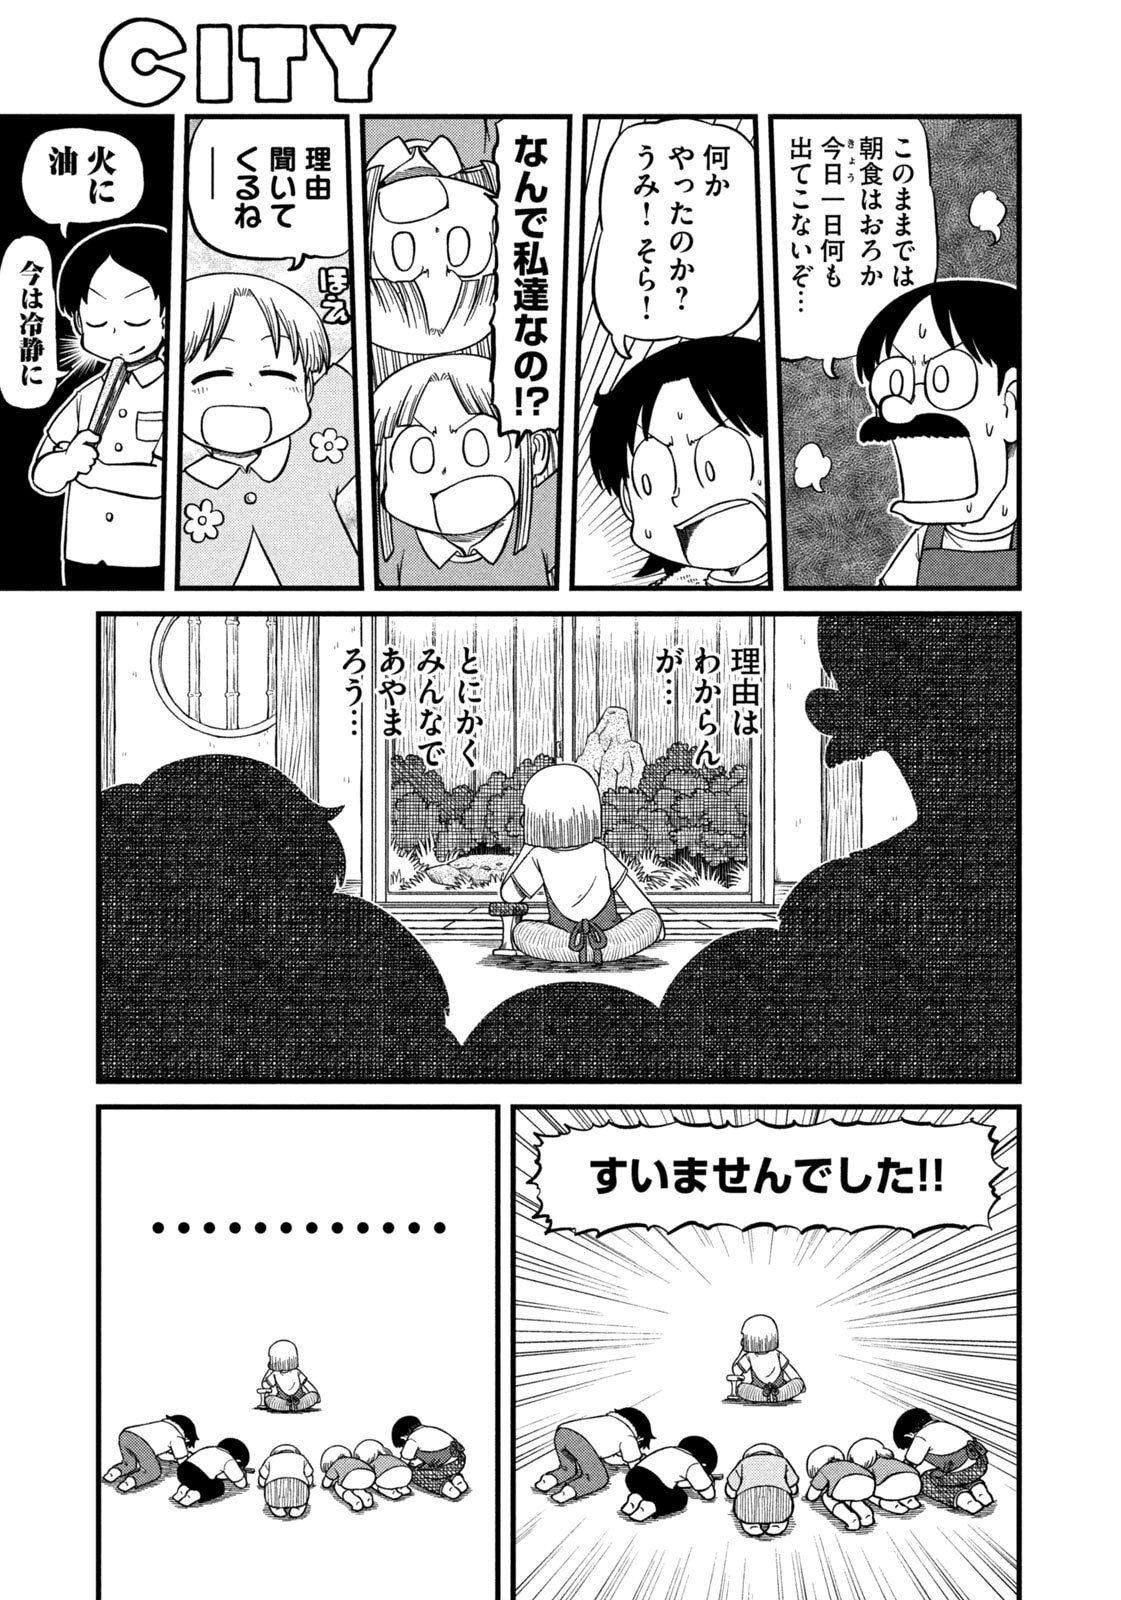 CITY
このままでは
朝食はおろか
今日一日何も
きょう
出てこないぞ…
何か
やったのか?
うみ!そら!
なんで私達なの!?
理由
聞いて
くるね
──
ほえ
火に
油
今は冷静に
理由は
わからん
が…
とにかく
みんなで
あやま
ろう…
すいませんでした!!
・・・・・・・・・・・・